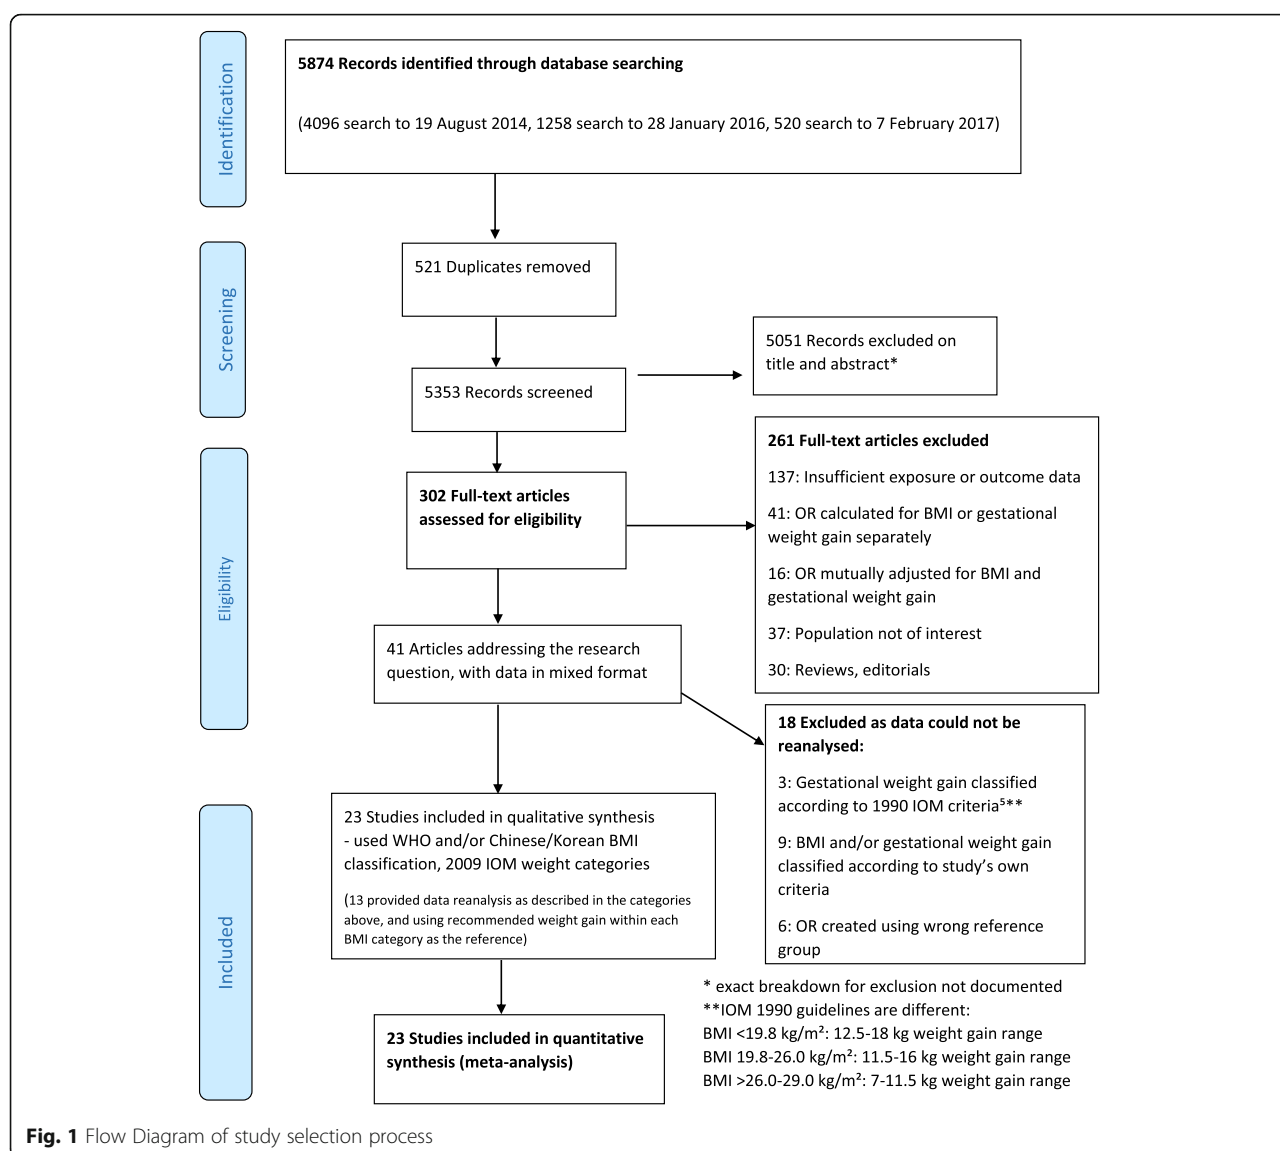 Identification
5874 Records identified through database searching
(4096 search to 19 August 2014, 1258 search to 28 January 2016, 520 search to 7 February 2017)
Screening
521 Duplicates removed
5353 Records screened
5051 Records excluded on
title and abstract*
Eligibility
302 Full-text articles
assessed for eligibility
261 Full-text articles excluded
137: Insufficient exposure or outcome data
41: OR calculated for BMI or gestational
weight gain separately
16: OR mutually adjusted for BMI and
gestational weight gain
37: Population not of interest
30: Reviews, editorials
41 Articles addressing the research
question, with data in mixed format
18 Excluded as data could not be
reanalysed:
3: Gestational weight gain classified
according to 1990 IOM criteria⁵**
9: BMI and/or gestational weight gain
classified according to study’s own
criteria
6: OR created using wrong reference
group
Included
23 Studies included in qualitative synthesis
- used WHO and/or Chinese/Korean BMI
classification, 2009 IOM weight categories
(13 provided data reanalysis as described in the categories
above, and using recommended weight gain within each
BMI category as the reference)
23 Studies included in quantitative
synthesis (meta-analysis)
* exact breakdown for exclusion not documented
**IOM 1990 guidelines are different:
BMI <19.8 kg/m²: 12.5-18 kg weight gain range
BMI 19.8-26.0 kg/m²: 11.5-16 kg weight gain range
BMI >26.0-29.0 kg/m²: 7-11.5 kg weight gain range
Fig. 1 Flow Diagram of study selection process